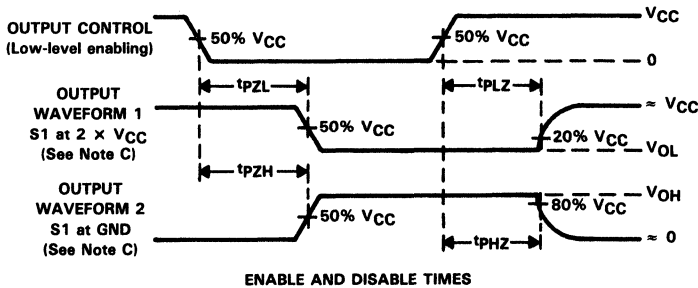 OUTPUT CONTROL
(Low-level enabling)
50% VCC
50% VCC
VCC
0
tPZL
tPLZ
OUTPUT
WAVEFORM 1
S1 at 2 × VCC
(See Note C)
50% VCC
20% VCC
≈ VCC
VOL
tPZH
OUTPUT
WAVEFORM 2
S1 at GND
(See Note C)
50% VCC
80% VCC
VOH
≈ 0
tPHZ
ENABLE AND DISABLE TIMES